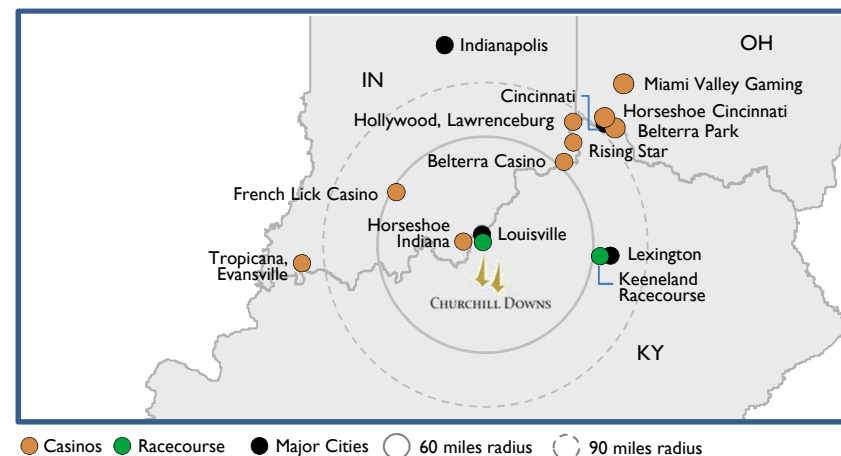 Indianapolis
OH
IN
Miami Valley Gaming
Cincinnati
Horseshoe Cincinnati
Hollywood, Lawrenceburg
Belterra Park
Rising Star
Belterra Casino
French Lick Casino
Horseshoe
Indiana
Louisville
Tropicana,
Evansville
Lexington
Keeneland
Racecourse
CHURCHILL DOWNS
KY
Casinos
Racecourse
Major Cities
60 miles radius
90 miles radius